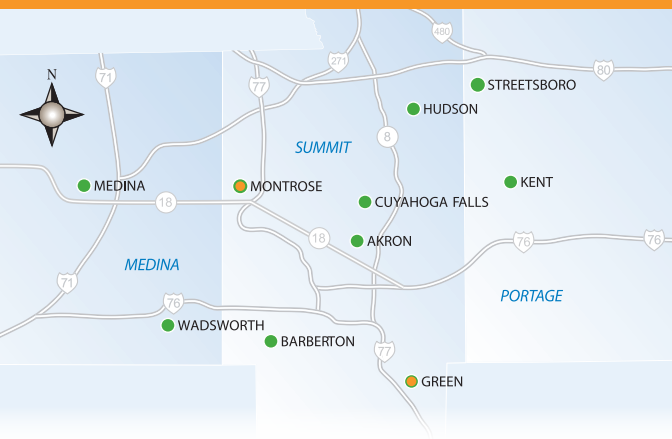 480
271
N
71
77
80
STREETSBORO
HUDSON
8
SUMMIT
KENT
MEDINA
MONTROSE
18
CUYAHOGA FALLS
18
AKRON
76
76
MEDINA
71
PORTAGE
76
WADSWORTH
BARBERTON
77
GREEN